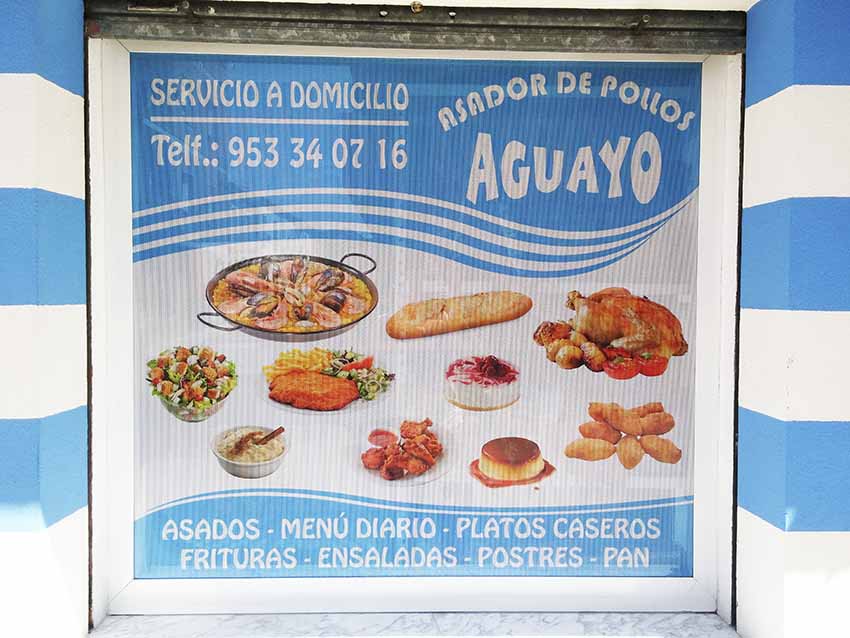 SERVICIO A DOMICILIO
Telf.: 953 34 07 16
ASADOR DE POLLOS
AGUAYO
ASADOS - MENÚ DIARIO - PLATOS CASEROS
FRITURAS - ENSALADAS - POSTRES - PAN